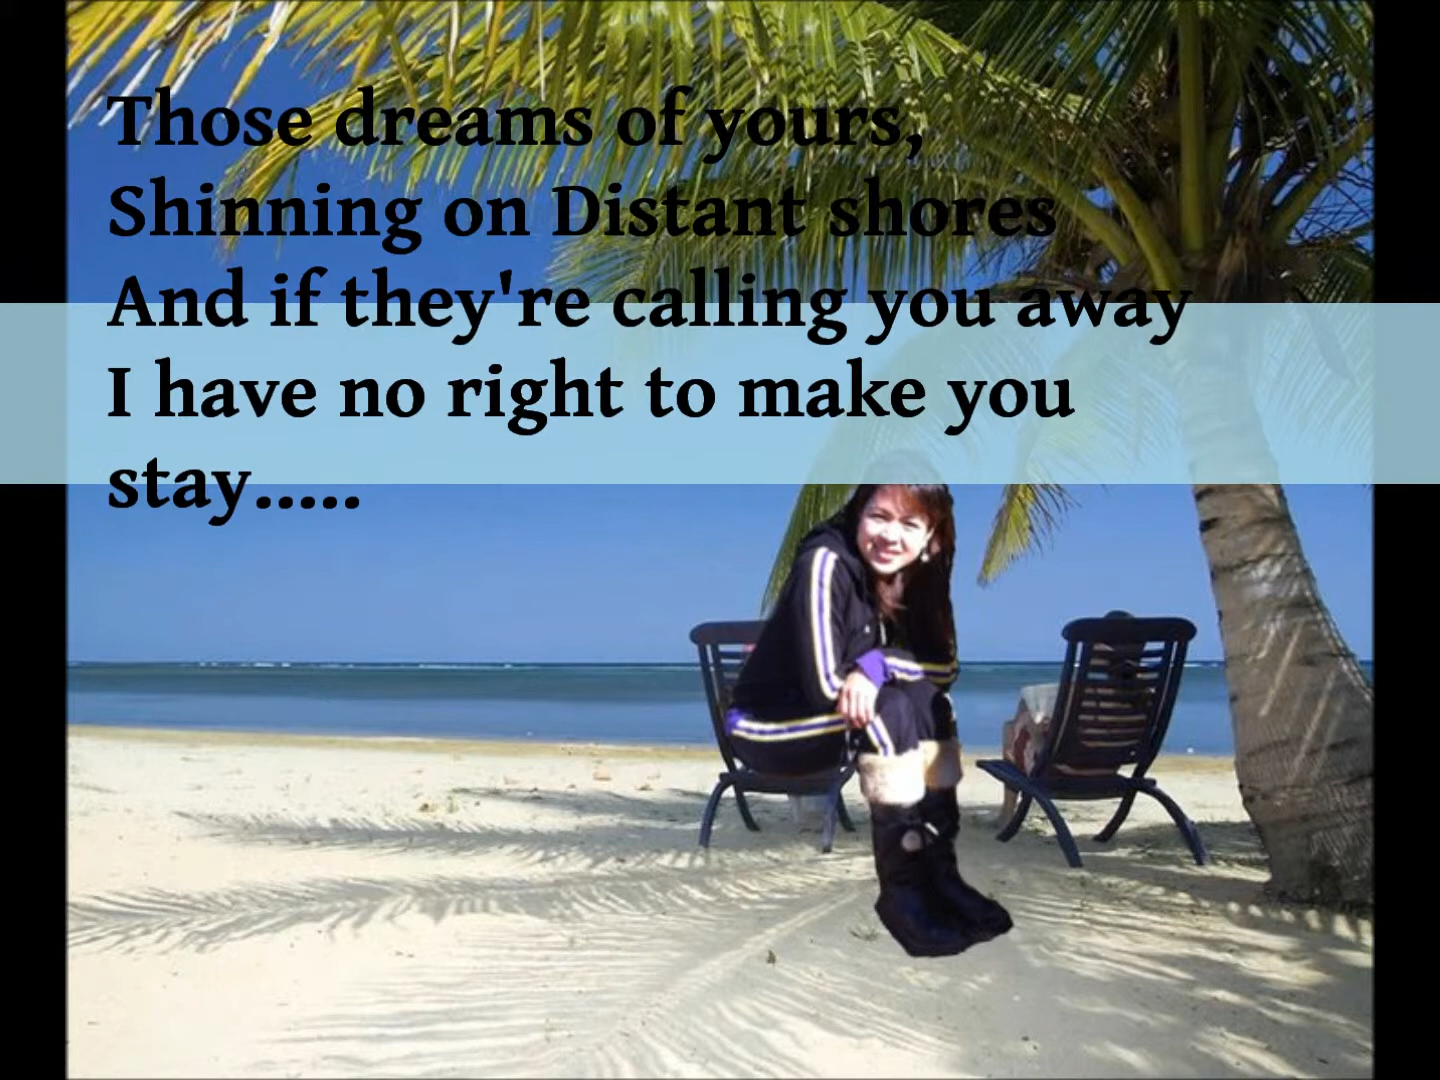 Those dreams of yours,
Shinning on Distant shores
And if they're calling you away
I have no right to make you
stay.....